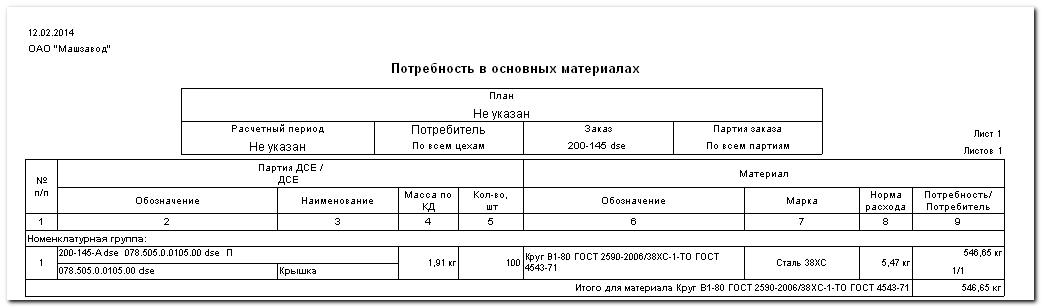 12.02.2014
ОАО "Машзавод"
Потребность в основных материалах
План
Не указан
Расчетный период Потребитель Заказ Партия заказа
Не указан По всем цехам 200-145 dse По всем партиям
Лист 1
Листов 1
№ п/п Партия ДСЕ / ДСЕ Материал
Обозначение Наименование Масса по КД Кол-во, шт Обозначение Марка Норма расхода Потребность/ Потребитель
1 2 3 4 5 6 7 8 9
Номенклатурная группа:
1 200-145-A dse 078.505.0.0105.00 dse П 1,91 кг 100 Круг В1-80 ГОСТ 2590-2006/38ХС-1-ТО ГОСТ 4543-71 Сталь 38ХС 5,47 кг 546,65 кг
078.505.0.0105.00 dse Крышка 1/1
Итого для материала Круг В1-80 ГОСТ 2590-2006/38ХС-1-ТО ГОСТ 4543-71 546,65 кг